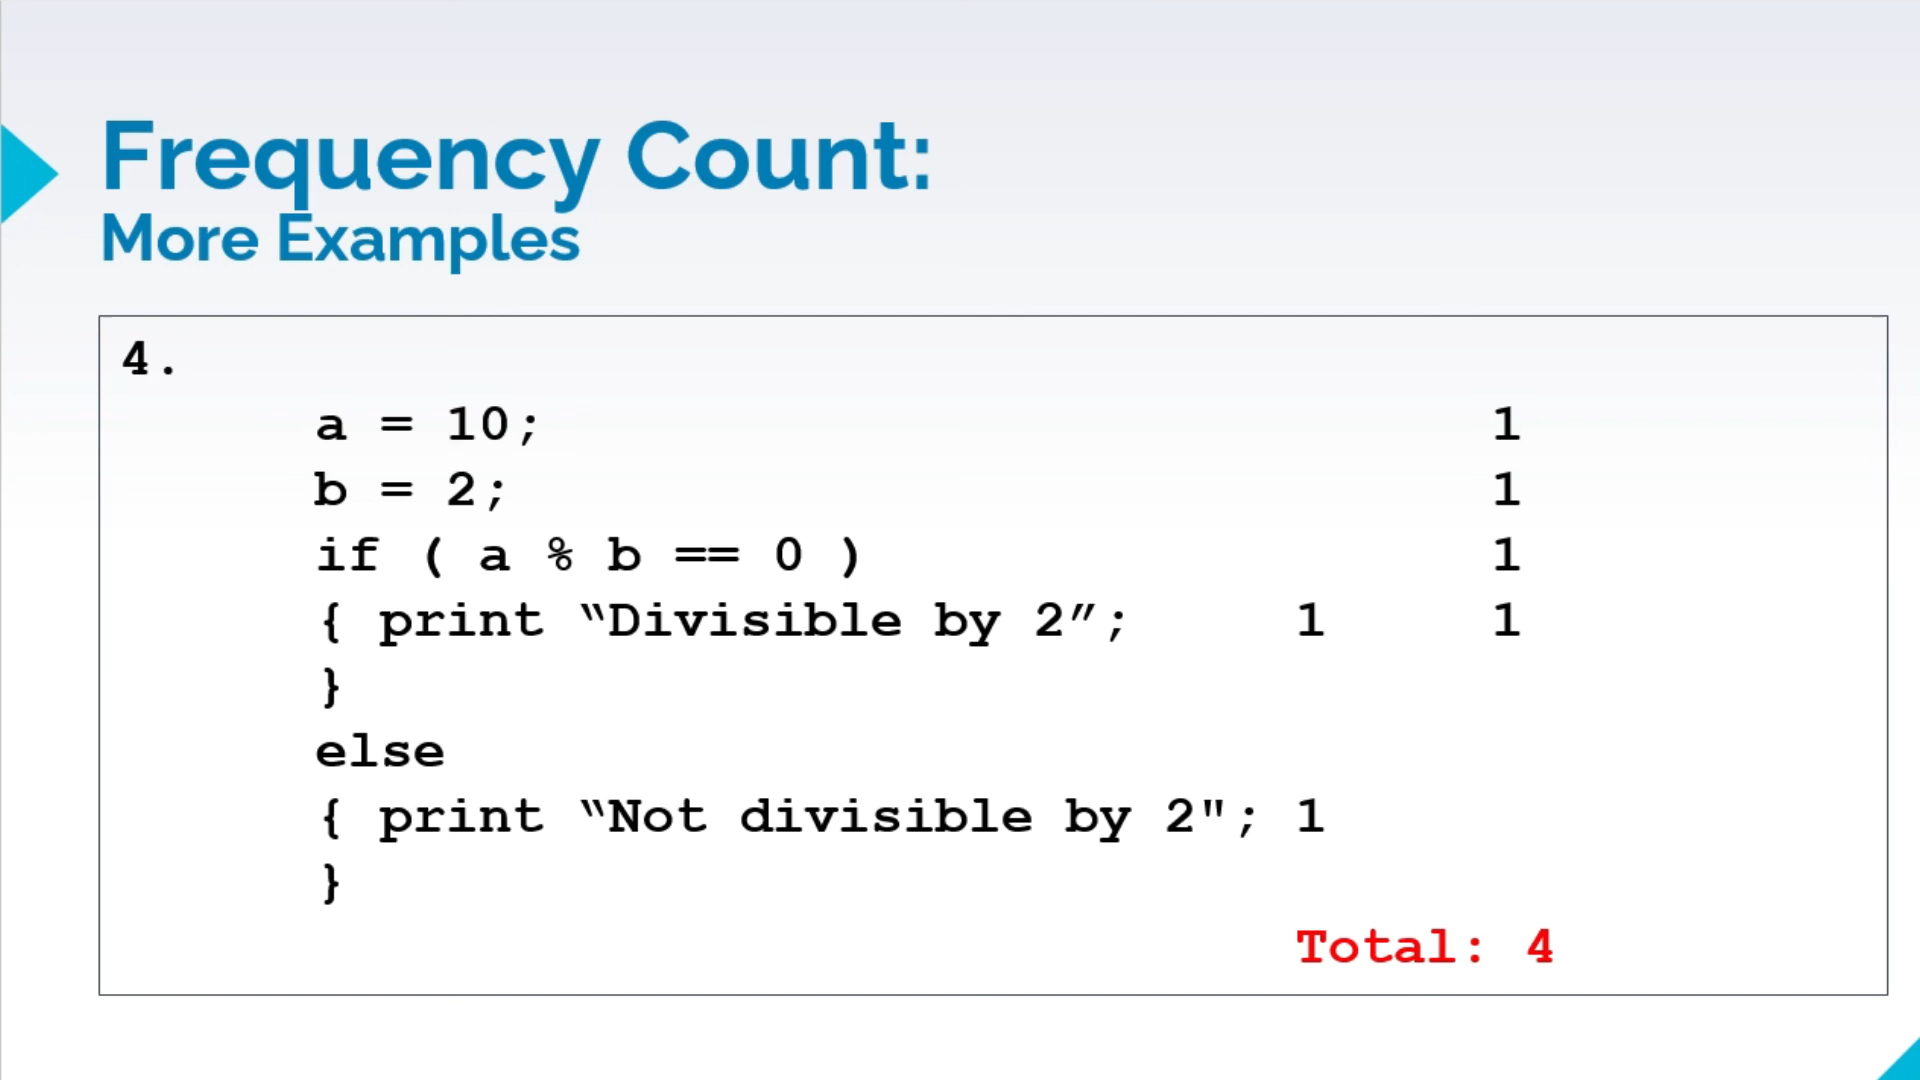 Frequency Count:
More Examples
4.
a = 10; 1
b = 2; 1
if ( a % b == 0 ) 1
{ print “Divisible by 2”; 1 1
}
else
{ print “Not divisible by 2"; 1
}
Total: 4